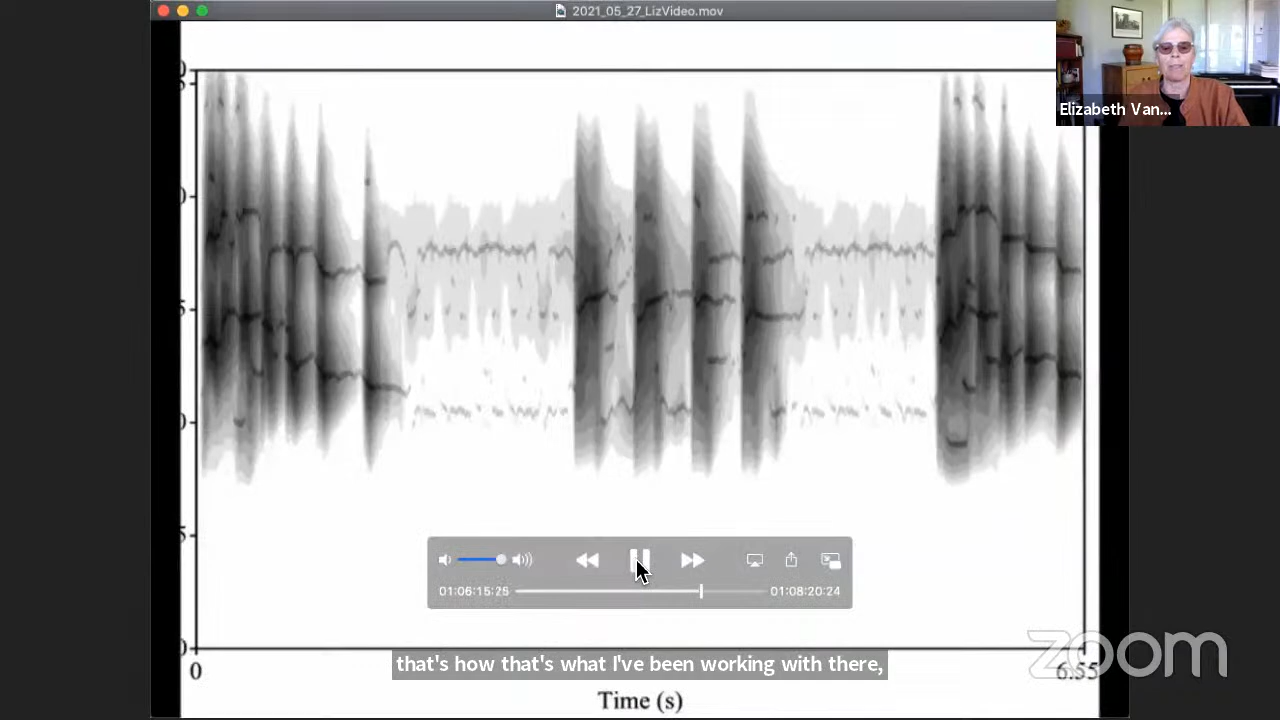 2021_05_27_LizVideo.mov
Elizabeth Van...
01:06:15:25
01:08:20:24
that's how that's what I've been working with there,
zoom
0
6.55
Time (s)